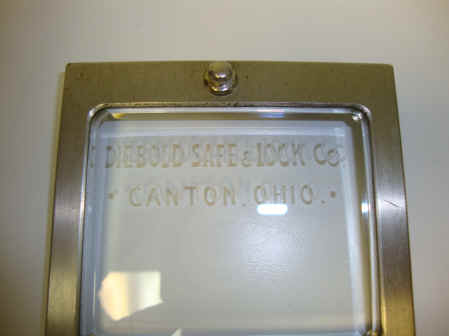 DIEBOLD SAFE & LOCK CO.
· CANTON. OHIO. ·